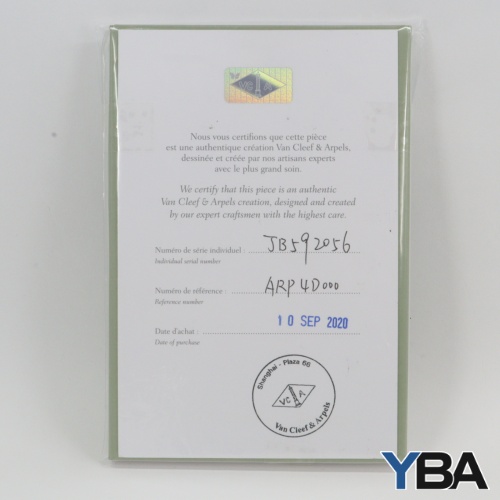 VCA
Nous vous certifions que cette pièce
est une authentique création Van Cleef & Arpels,
dessinée et créée par nos artisans experts
avec le plus grand soin.
We certify that this piece is an authentic
Van Cleef & Arpels creation, designed and created
by our expert craftsmen with the highest care.
Numéro de série individuel : JB592056
Individual serial number
Numéro de référence : ARP4D000
Reference number
Date d'achat : 10 SEP 2020
Date of purchase
Shanghai - Plaza 66
VCA
Van Cleef & Arpels
YBA